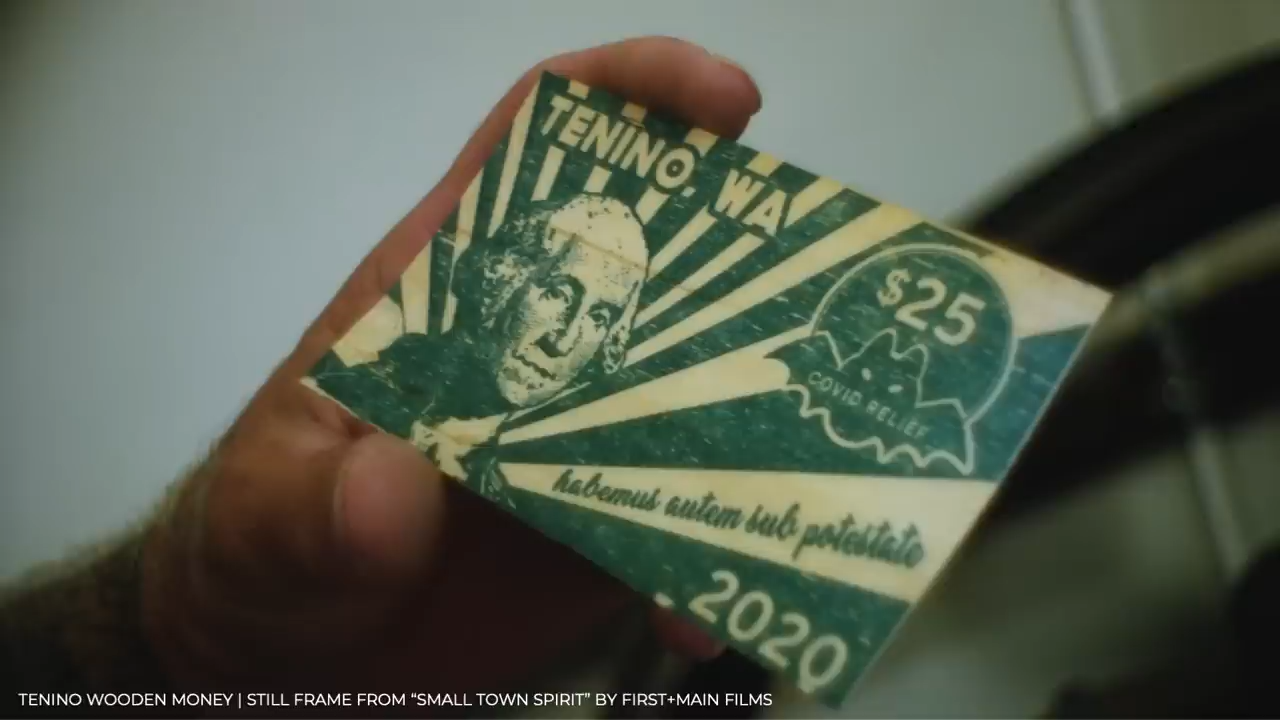 TENINO, WA
$25
COVID RELIEF
habemus autem sub potestate
2020
TENINO WOODEN MONEY | STILL FRAME FROM “SMALL TOWN SPIRIT” BY FIRST+MAIN FILMS